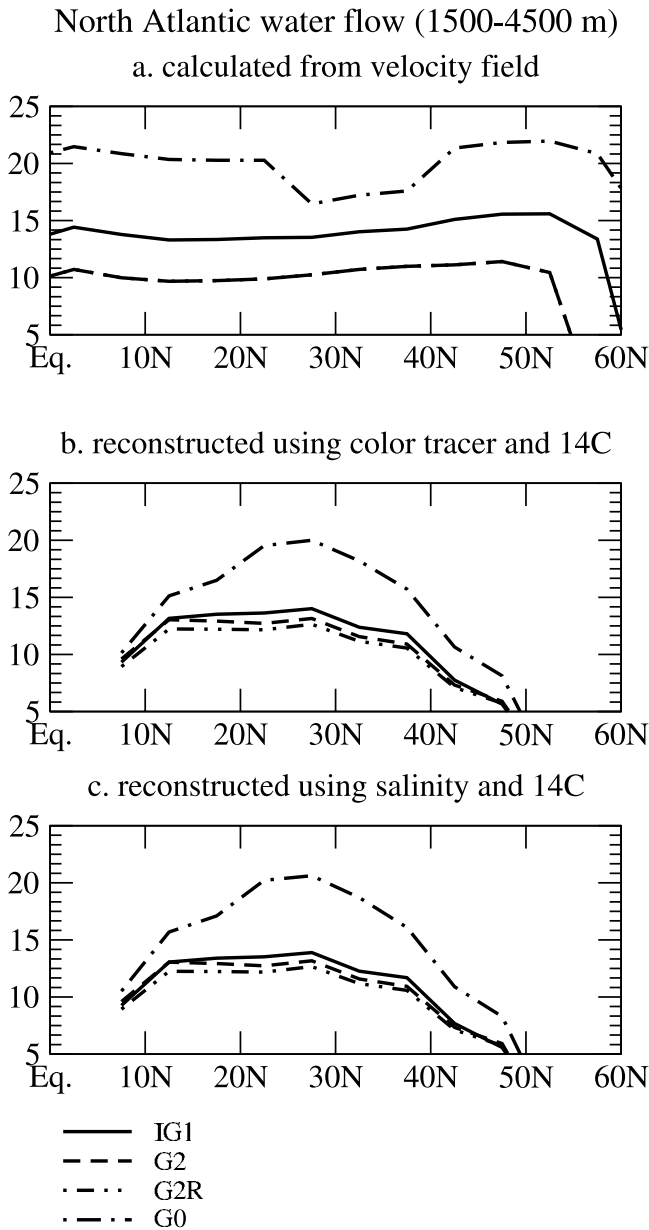 North Atlantic water flow (1500-4500 m)
a. calculated from velocity field
25
20
15
10
5
Eq. 10N 20N 30N 40N 50N 60N
b. reconstructed using color tracer and 14C
25
20
15
10
5
Eq. 10N 20N 30N 40N 50N 60N
c. reconstructed using salinity and 14C
25
20
15
10
5
Eq. 10N 20N 30N 40N 50N 60N
IG1
G2
G2R
G0